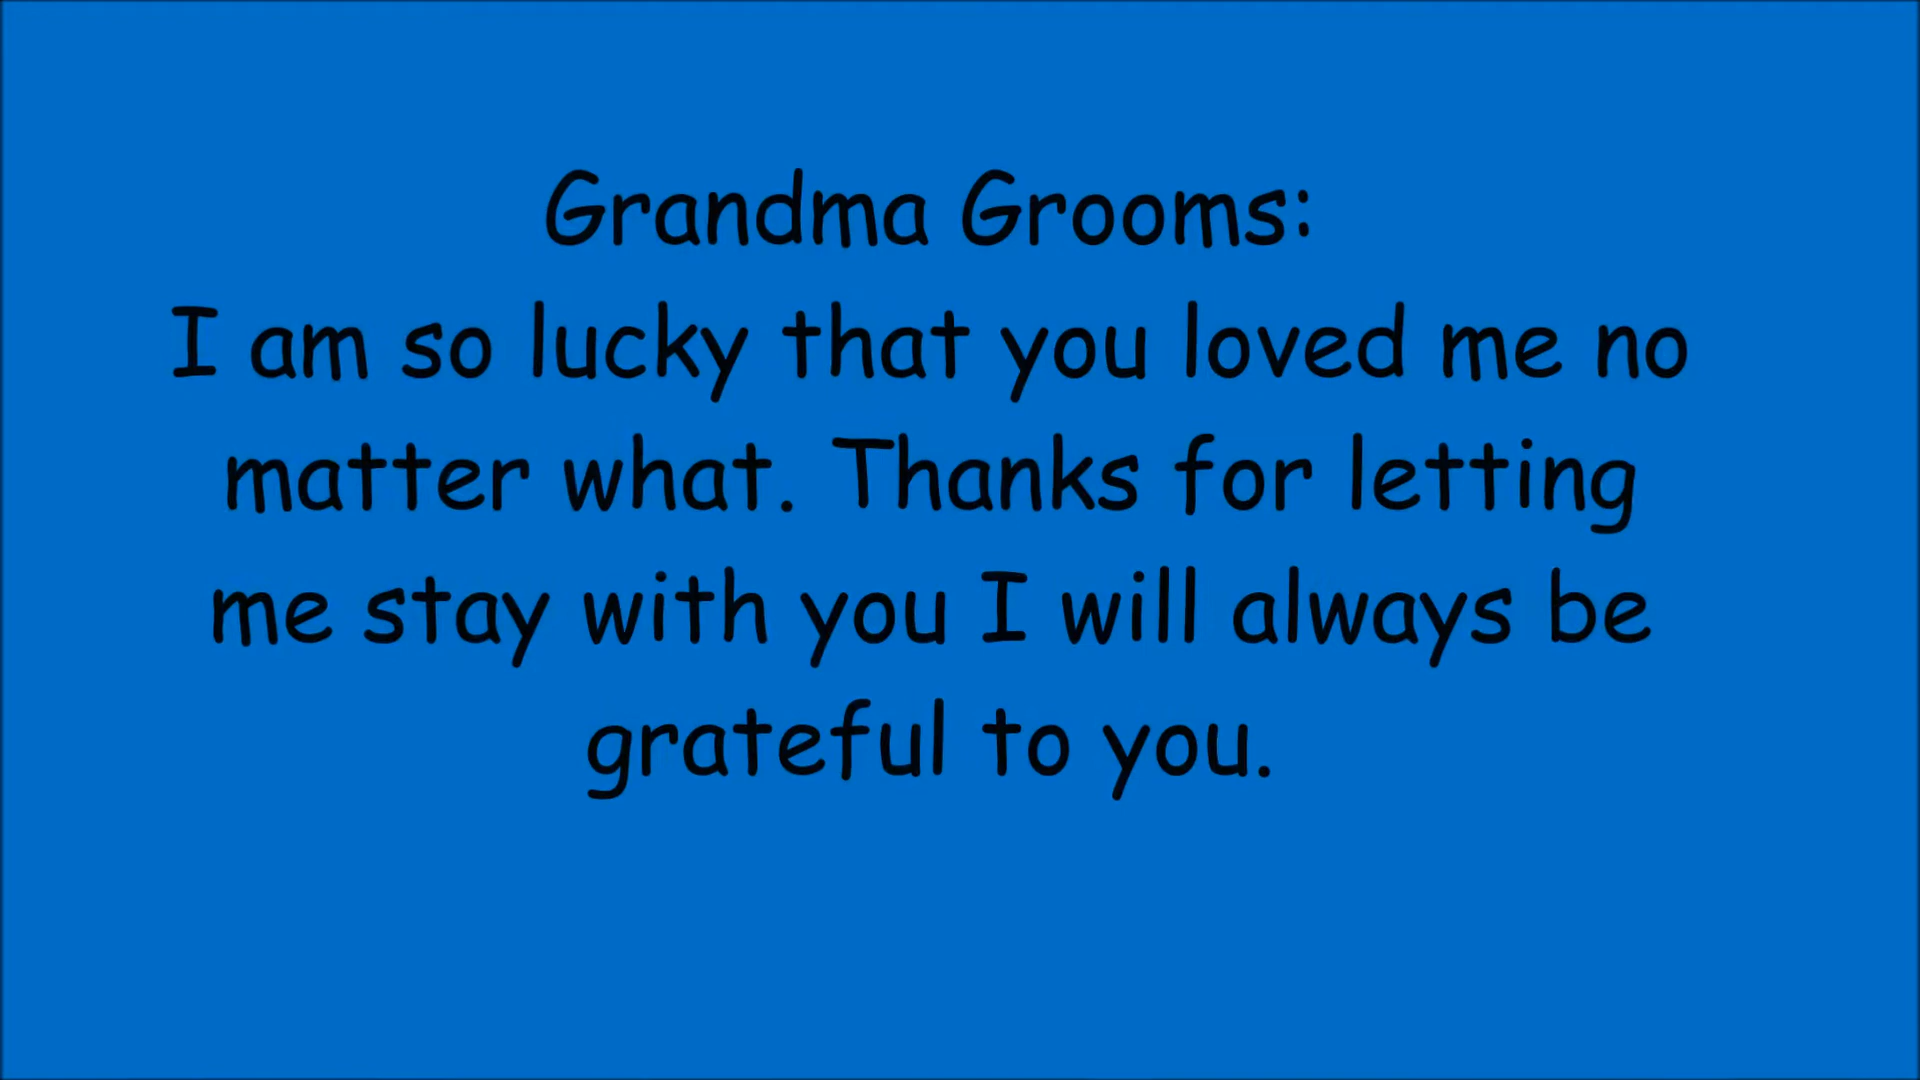 Grandma Grooms:
I am so lucky that you loved me no
matter what. Thanks for letting
me stay with you I will always be
grateful to you.